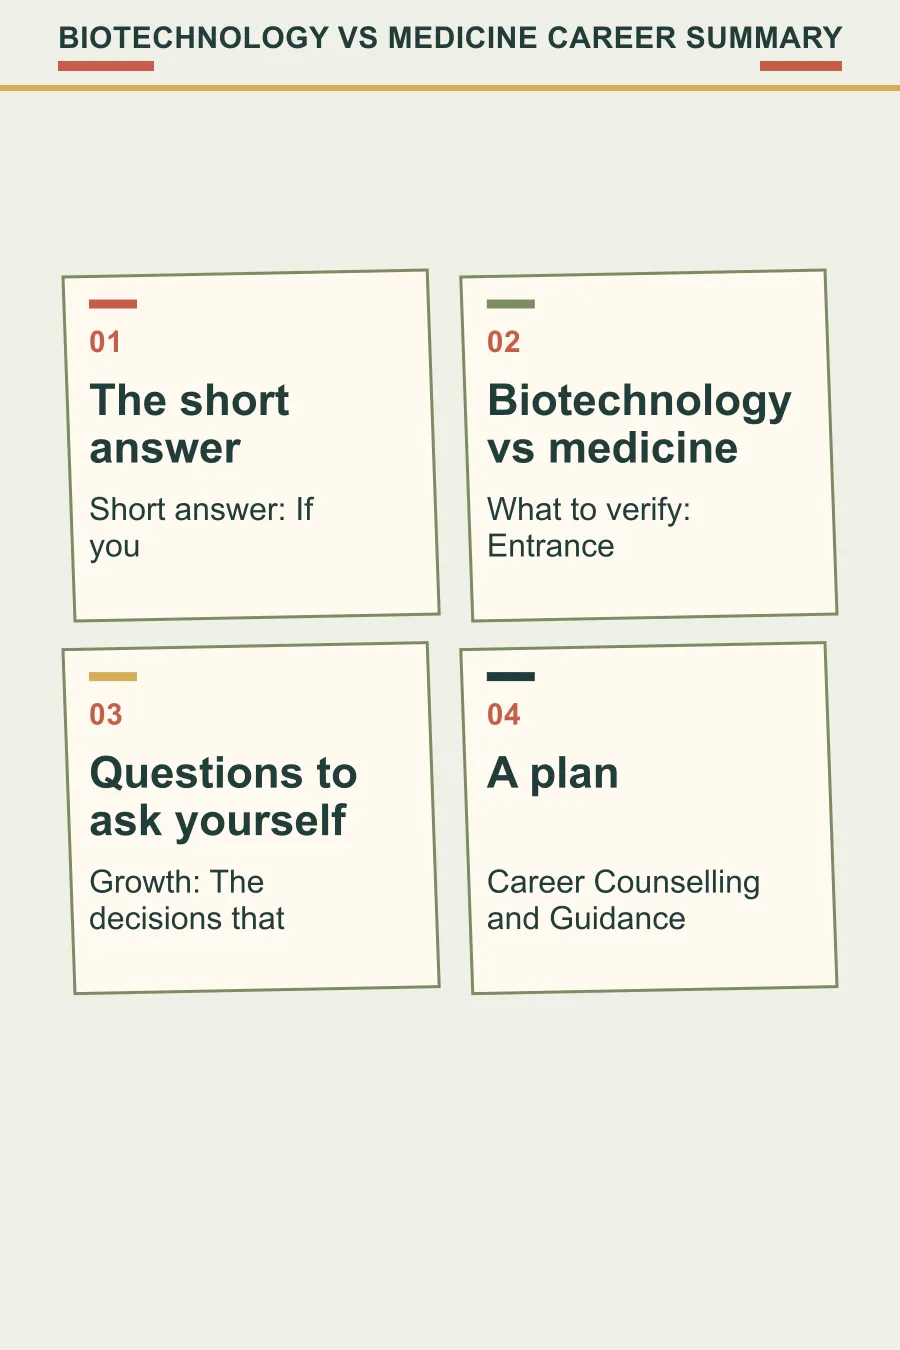 BIOTECHNOLOGY VS MEDICINE CAREER SUMMARY
01
The short
answer
Short answer: If
you
02
Biotechnology
vs medicine
What to verify:
Entrance
03
Questions to
ask yourself
Growth: The
decisions that
04
A plan
Career Counselling
and Guidance